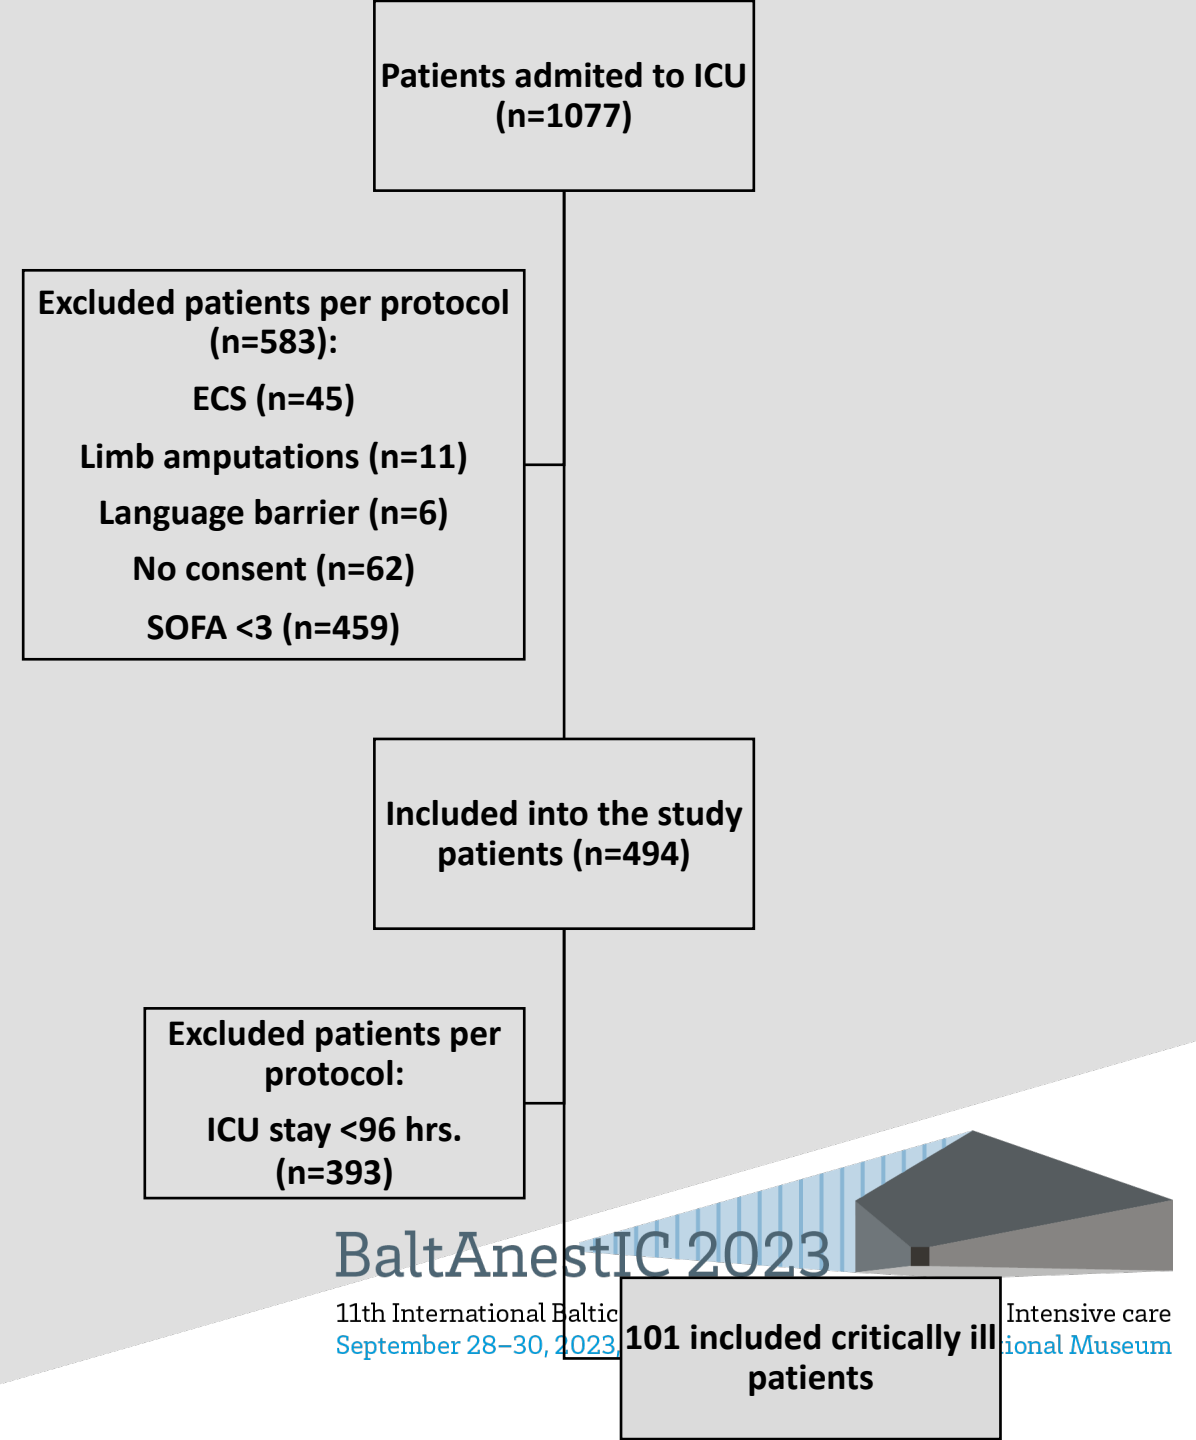 Patients admited to ICU
(n=1077)
Excluded patients per protocol
(n=583):
ECS (n=45)
Limb amputations (n=11)
Language barrier (n=6)
No consent (n=62)
SOFA <3 (n=459)
Included into the study
patients (n=494)
Excluded patients per
protocol:
ICU stay <96 hrs.
(n=393)
BaltAnestIC 2023
11th International Baltic Intensive care
September 28–30, 2023, Museum
101 included critically ill
patients